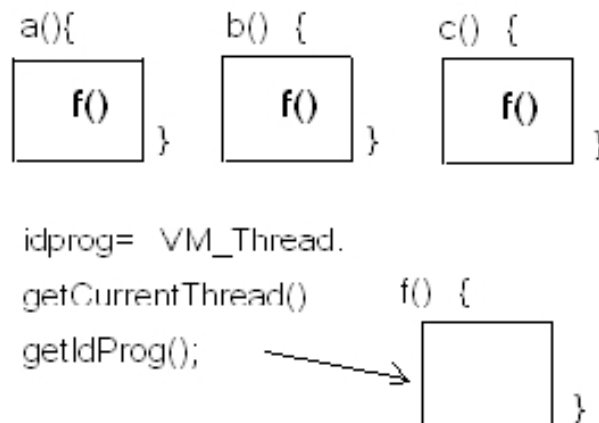 a(){ b() { c() {
f() f() f()
} } }
idprog= VM_Thread.
getCurrentThread() f() {
getIdProg();
}